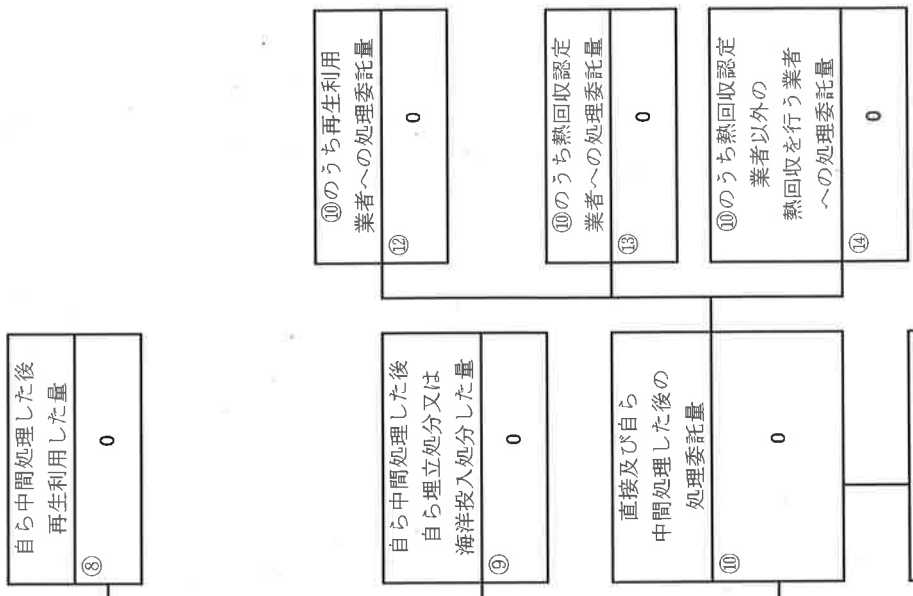 自ら中間処理した後
再生利用した量
⑧
0
自ら中間処理した後
自ら埋立処分又は
海洋投入処分した量
⑨
0
直接及び自ら
中間処理した後の
処理委託量
⑩
0
⑩のうち再生利用
業者への処理委託量
⑫
0
⑩のうち熱回収認定
業者への処理委託量
⑬
0
⑩のうち熱回収認定
業者以外の
熱回収を行う業者
への処理委託量
⑭
0